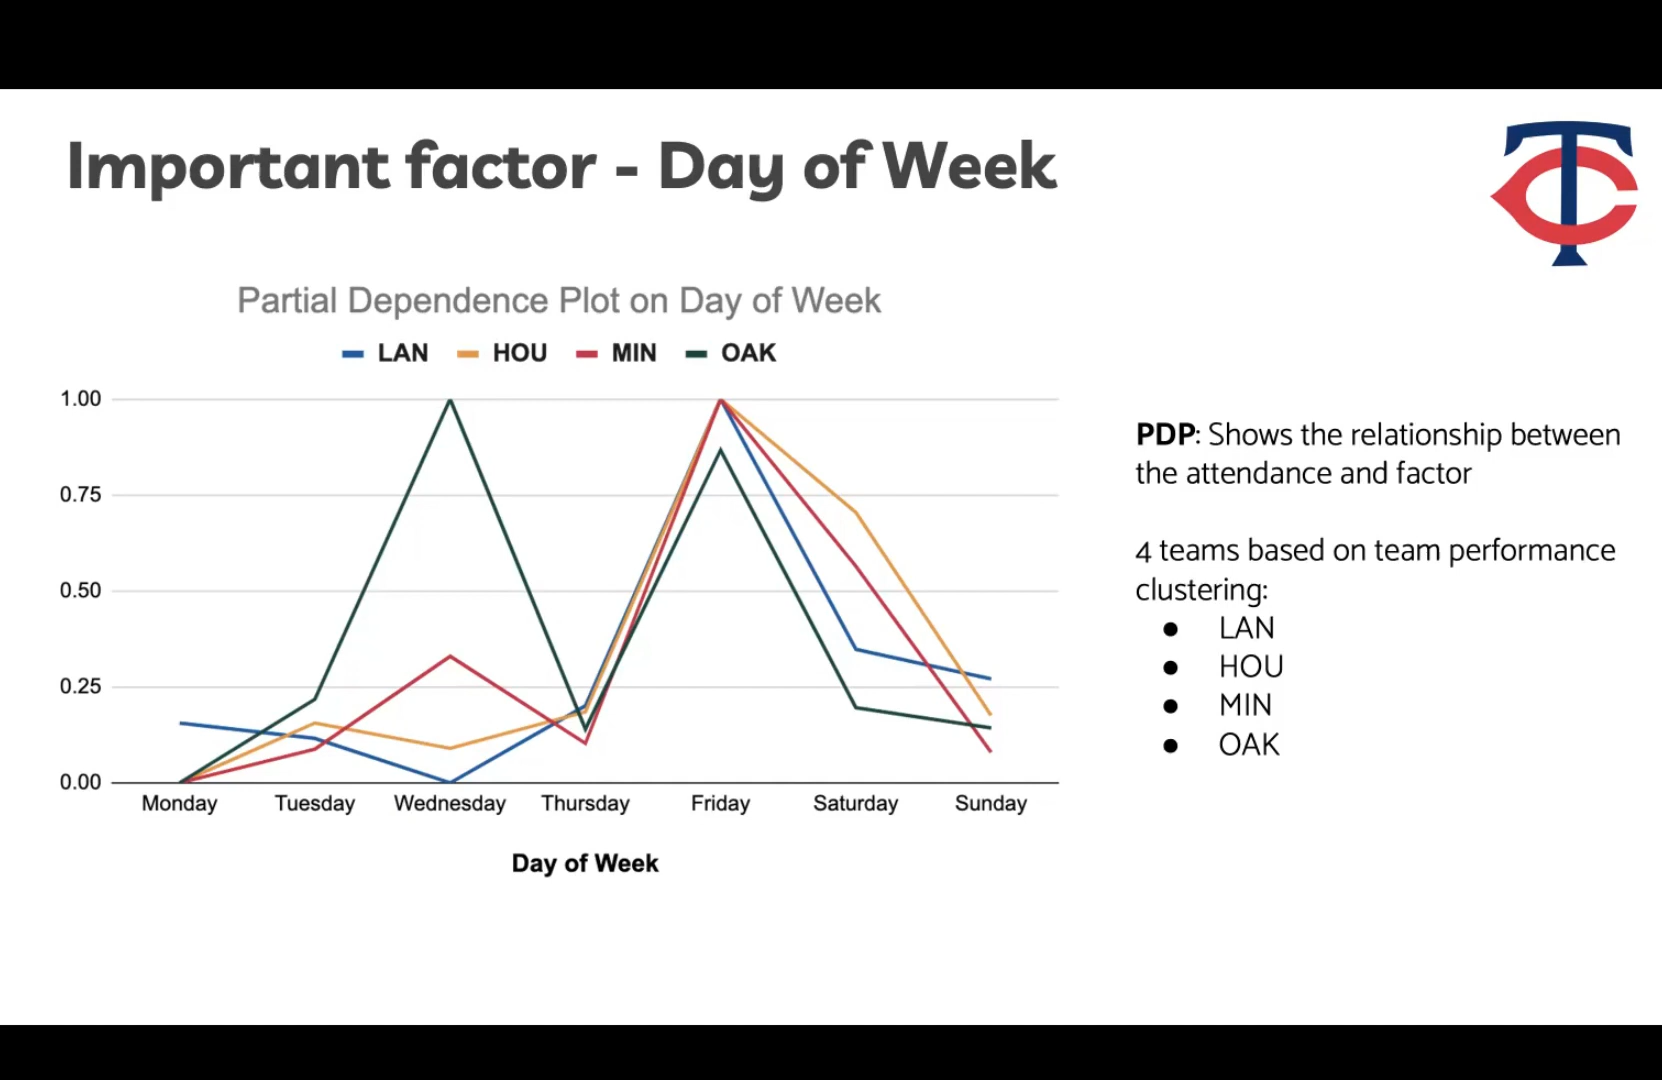 Important factor - Day of Week
TC
Partial Dependence Plot on Day of Week
LAN HOU MIN OAK
1.00
0.75
0.50
0.25
0.00
Monday Tuesday Wednesday Thursday Friday Saturday Sunday
Day of Week
PDP: Shows the relationship between
the attendance and factor
4 teams based on team performance
clustering:
● LAN
● HOU
● MIN
● OAK